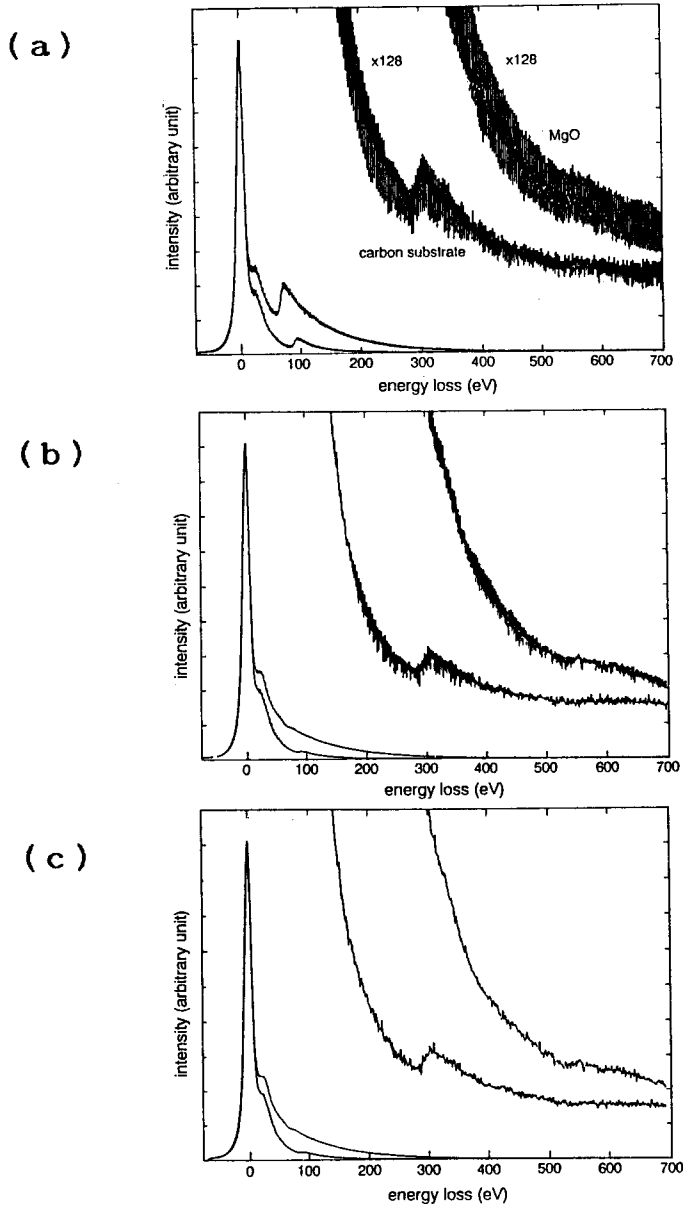 (a)
intensity (arbitrary unit)
x128
x128
MgO
carbon substrate
0 100 200 300 400 500 600 700
energy loss (eV)
(b)
intensity (arbitrary unit)
0 100 200 300 400 500 600 700
energy loss (eV)
(c)
intensity (arbitrary unit)
0 100 200 300 400 500 600 700
energy loss (eV)